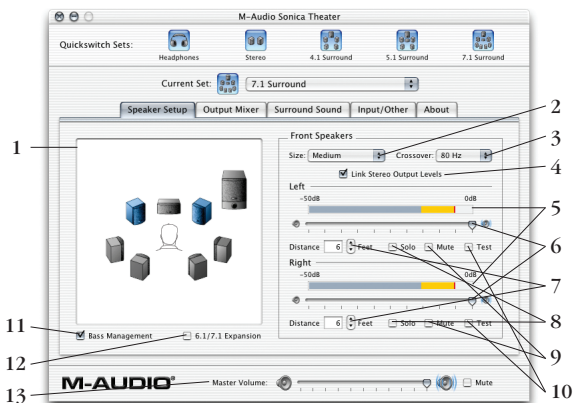 M-Audio Sonica Theater
Quickswitch Sets:
Headphones
Stereo
4.1 Surround
5.1 Surround
7.1 Surround
Current Set: 7.1 Surround
Speaker Setup Output Mixer Surround Sound Input/Other About
1
2
3
4
5
6
7
8
9
10
11
12
13
Front Speakers
Size: Medium Crossover: 80 Hz
Link Stereo Output Levels
Left
-50dB 0dB
Distance 6 Feet Solo Mute Test
Right
-50dB 0dB
Distance 6 Feet Solo Mute Test
Bass Management 6.1/7.1 Expansion
M-AUDIO® Master Volume: Mute